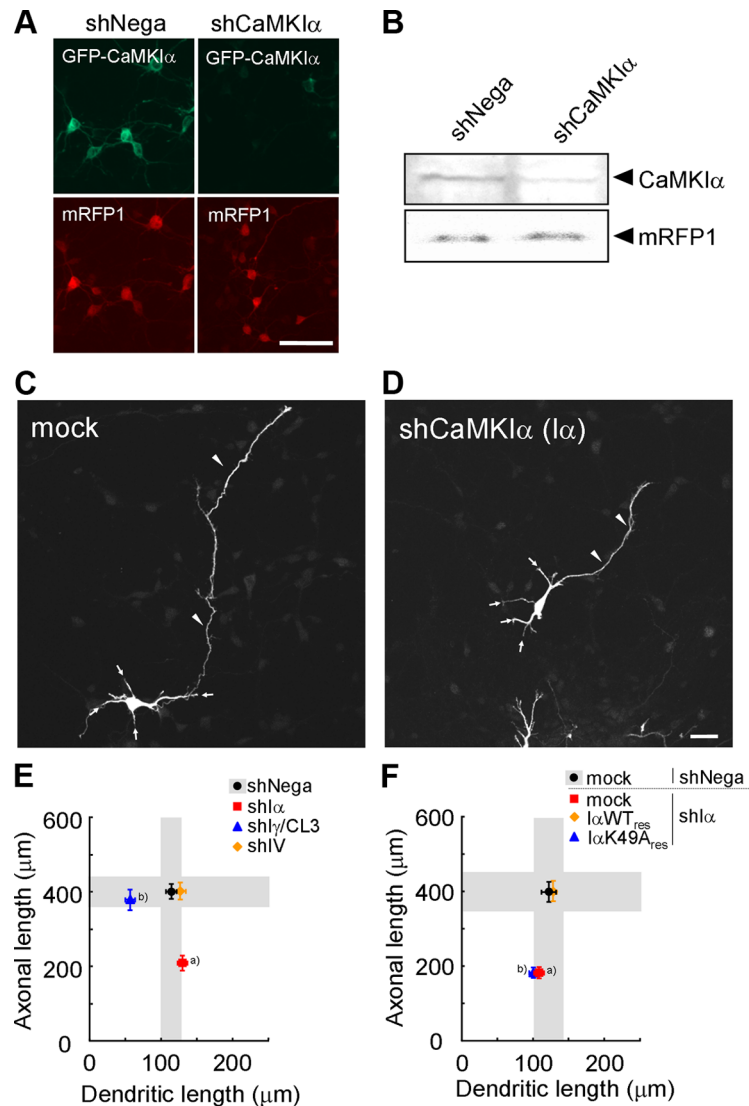 A
shNega
shCaMKIα
GFP-CaMKIα
GFP-CaMKIα
mRFP1
mRFP1
B
shNega
shCaMKIα
CaMKIα
mRFP1
C
mock
D
shCaMKIα (Iα)
E
shNega
shIα
shIγ/CL3
shIV
Axonal length (μm)
600
400
200
0
b)
a)
0
100
200
Dendritic length (μm)
F
mock
shNega
mock
IαWTres
IαK49Ares
shIα
Axonal length (μm)
600
400
200
0
b)
a)
0
100
200
Dendritic length (μm)